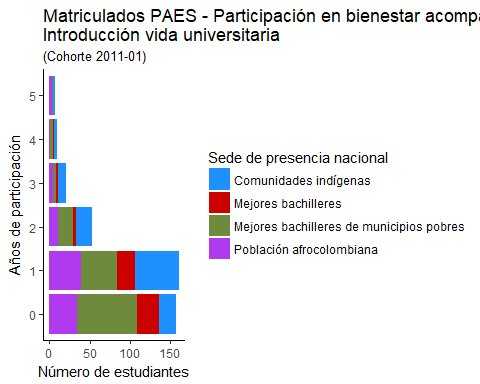 Matriculados PAES - Participación en bienestar
Introducción vida universitaria
(Cohorte 2011-01)
Años de participación
5
4
3
2
1
0
0 50 100 150
Número de estudiantes
Sede de presencia nacional
Comunidades indígenas
Mejores bachilleres
Mejores bachilleres de municipios pobres
Población afrocolombiana